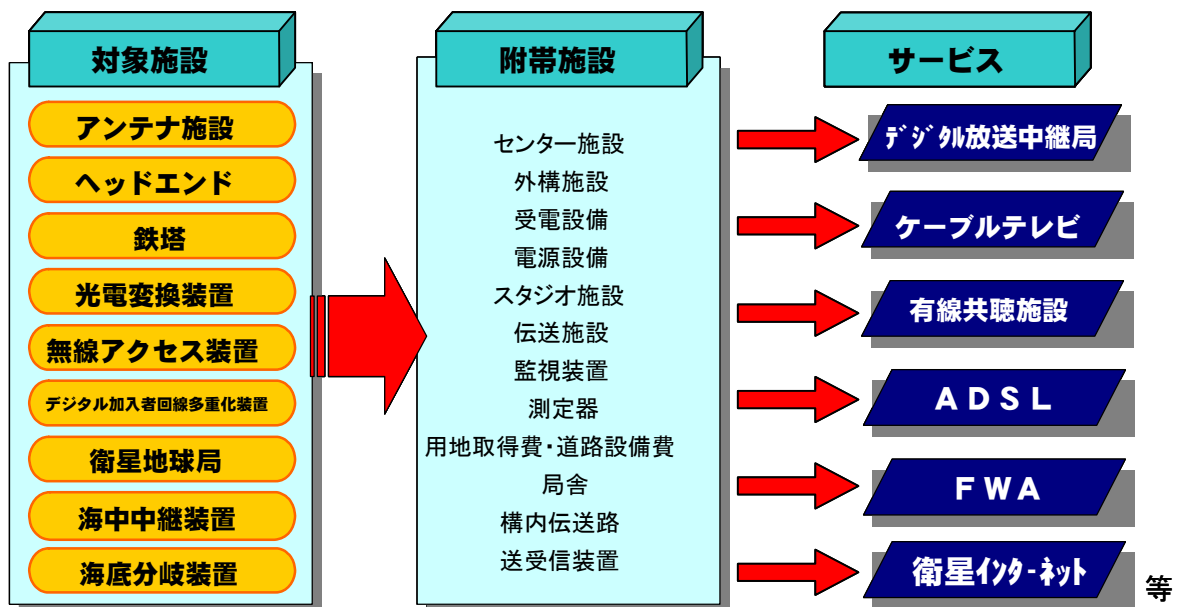 対象施設
アンテナ施設
ヘッドエンド
鉄塔
光電変換装置
無線アクセス装置
デジタル加入者回線多重化装置
衛星地球局
海中中継装置
海底分岐装置
附帯施設
センター施設
外構施設
受電設備
電源設備
スタジオ施設
伝送施設
監視装置
測定器
用地取得費・道路設備費
局舎
構内伝送路
送受信装置
サービス
ﾃﾞｼﾞﾀﾙ放送中継局
ケーブルテレビ
有線共聴施設
ＡＤＳＬ
ＦＷＡ
衛星ｲﾝﾀ-ﾈｯﾄ
等